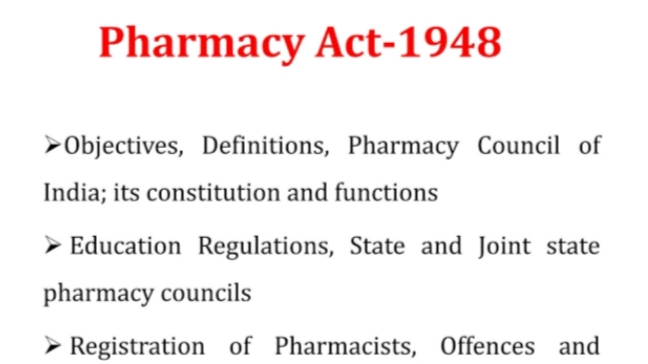 Pharmacy Act-1948
➢Objectives, Definitions, Pharmacy Council of
India; its constitution and functions
➢ Education Regulations, State and Joint state
pharmacy councils
➢ Registration of Pharmacists, Offences and